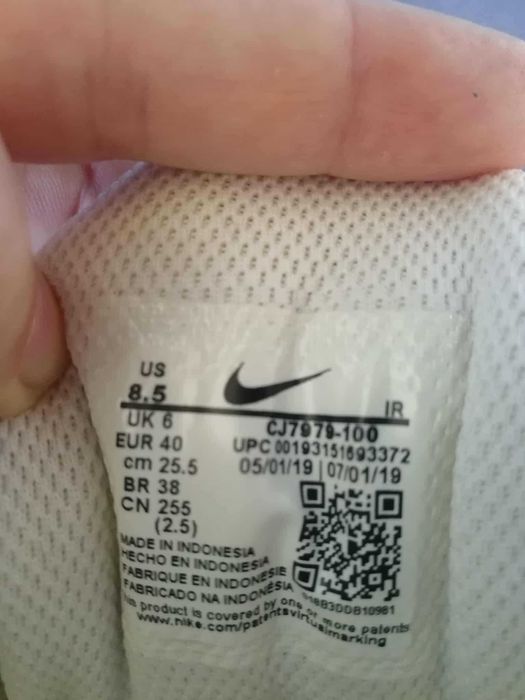 US
8.5
IR
UK 6
CJ7979-100
EUR 40
UPC 00193151693372
cm 25.5
05/01/19 | 07/01/19
BR 38
CN 255
(2.5)
MADE IN INDONESIA
HECHO EN INDONESIA
FABRIQUE EN INDONESIE
FABRICADO NA INDONÉSIA
product is covered by one or more patents
www.nike.com/patentsvirtualmarking